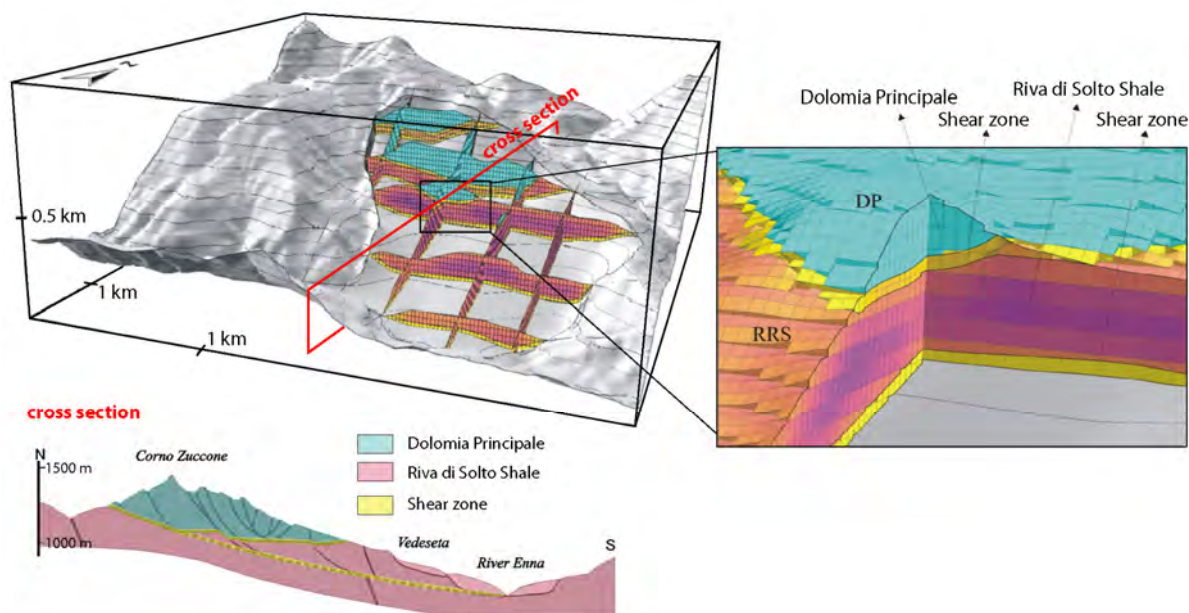 N
cross section
0.5 km
1 km
1 km
Dolomia Principale
Riva di Solto Shale
Shear zone
Shear zone
DP
RRS
cross section
N
1500 m
Corno Zuccone
1000 m
Vedeseta
River Enna
S
Dolomia Principale
Riva di Solto Shale
Shear zone